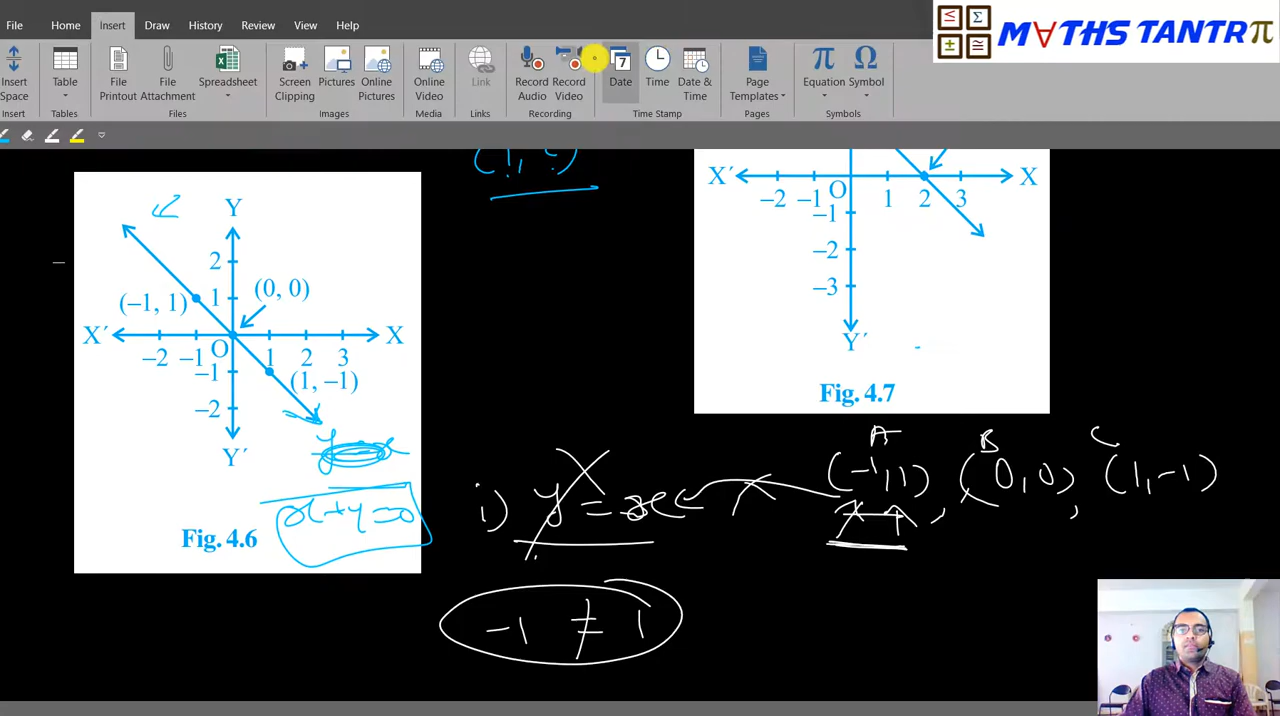 File Home Insert Draw History Review View Help
MATHS TANTRπ
Insert Space
Table
File Printout
File Attachment
Spreadsheet
Screen Clipping
Pictures
Online Pictures
Online Video
Link
Record Audio
Record Video
Date
Time
Date & Time
Page Templates
Equation
Symbol
Insert Tables Files Images Media Links Recording Time Stamp Pages Symbols
Y
2
(0, 0)
(–1, 1) 1
X′ X
–2 –1 O 1 2 3
–1
(1, –1)
–2
Y′
x+y=0
Fig. 4.6
X′ O X
–2 –1 1 2 3
–1
–2
–3
Y′
Fig. 4.7
A B C
i) y=x (-1,1), (0,0), (1,-1)
-1 ≠ 1